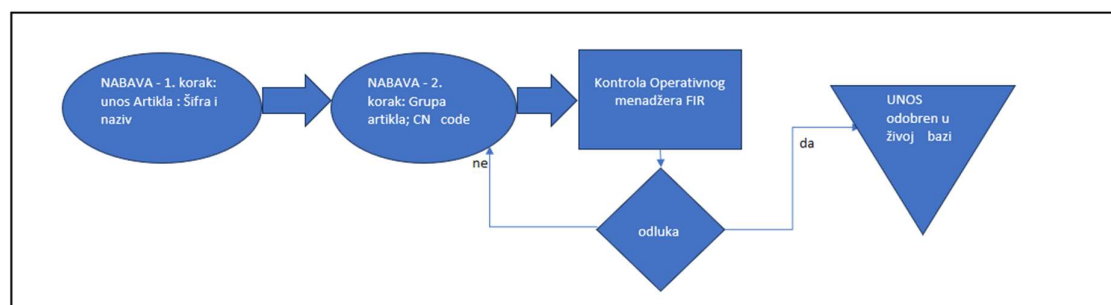 NABAVA - 1. korak:
unos Artikla : Šifra i
naziv
NABAVA - 2.
korak: Grupa
artikla; CN code
Kontrola Operativnog
menadžera FIR
UNOS
odobren u
živoj bazi
ne
da
odluka